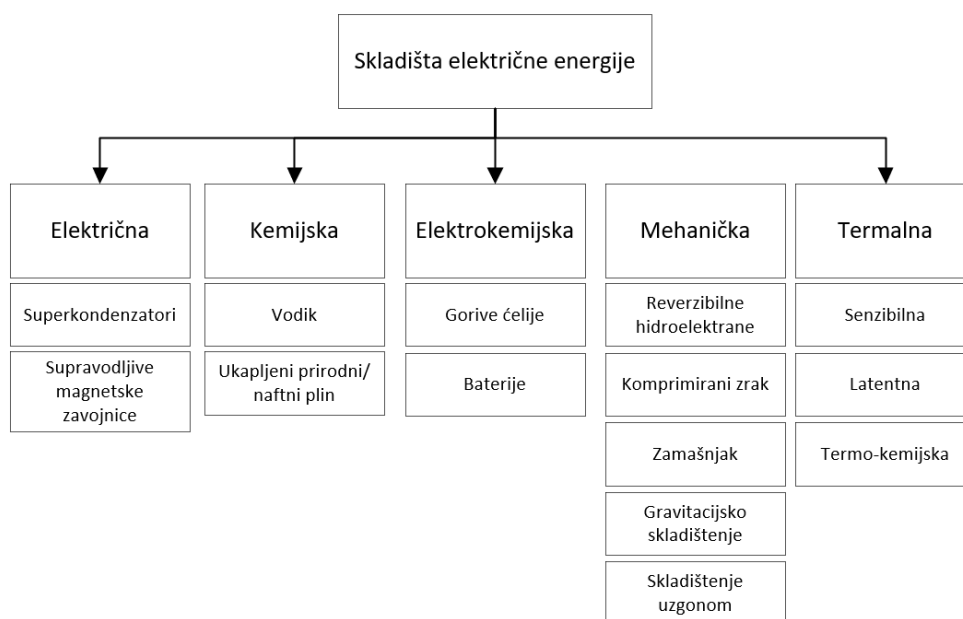 Skladišta električne energije
Električna
Kemijska
Elektrokemijska
Mehanička
Termalna
Superkondenzatori
Vodik
Gorive ćelije
Reverzibilne
hidroelektrane
Senzibilna
Supravodljive
magnetske
zavojnice
Ukapljeni prirodni/
naftni plin
Baterije
Komprimirani zrak
Latentna
Zamašnjak
Termo-kemijska
Gravitacijsko
skladištenje
Skladištenje
uzgonom